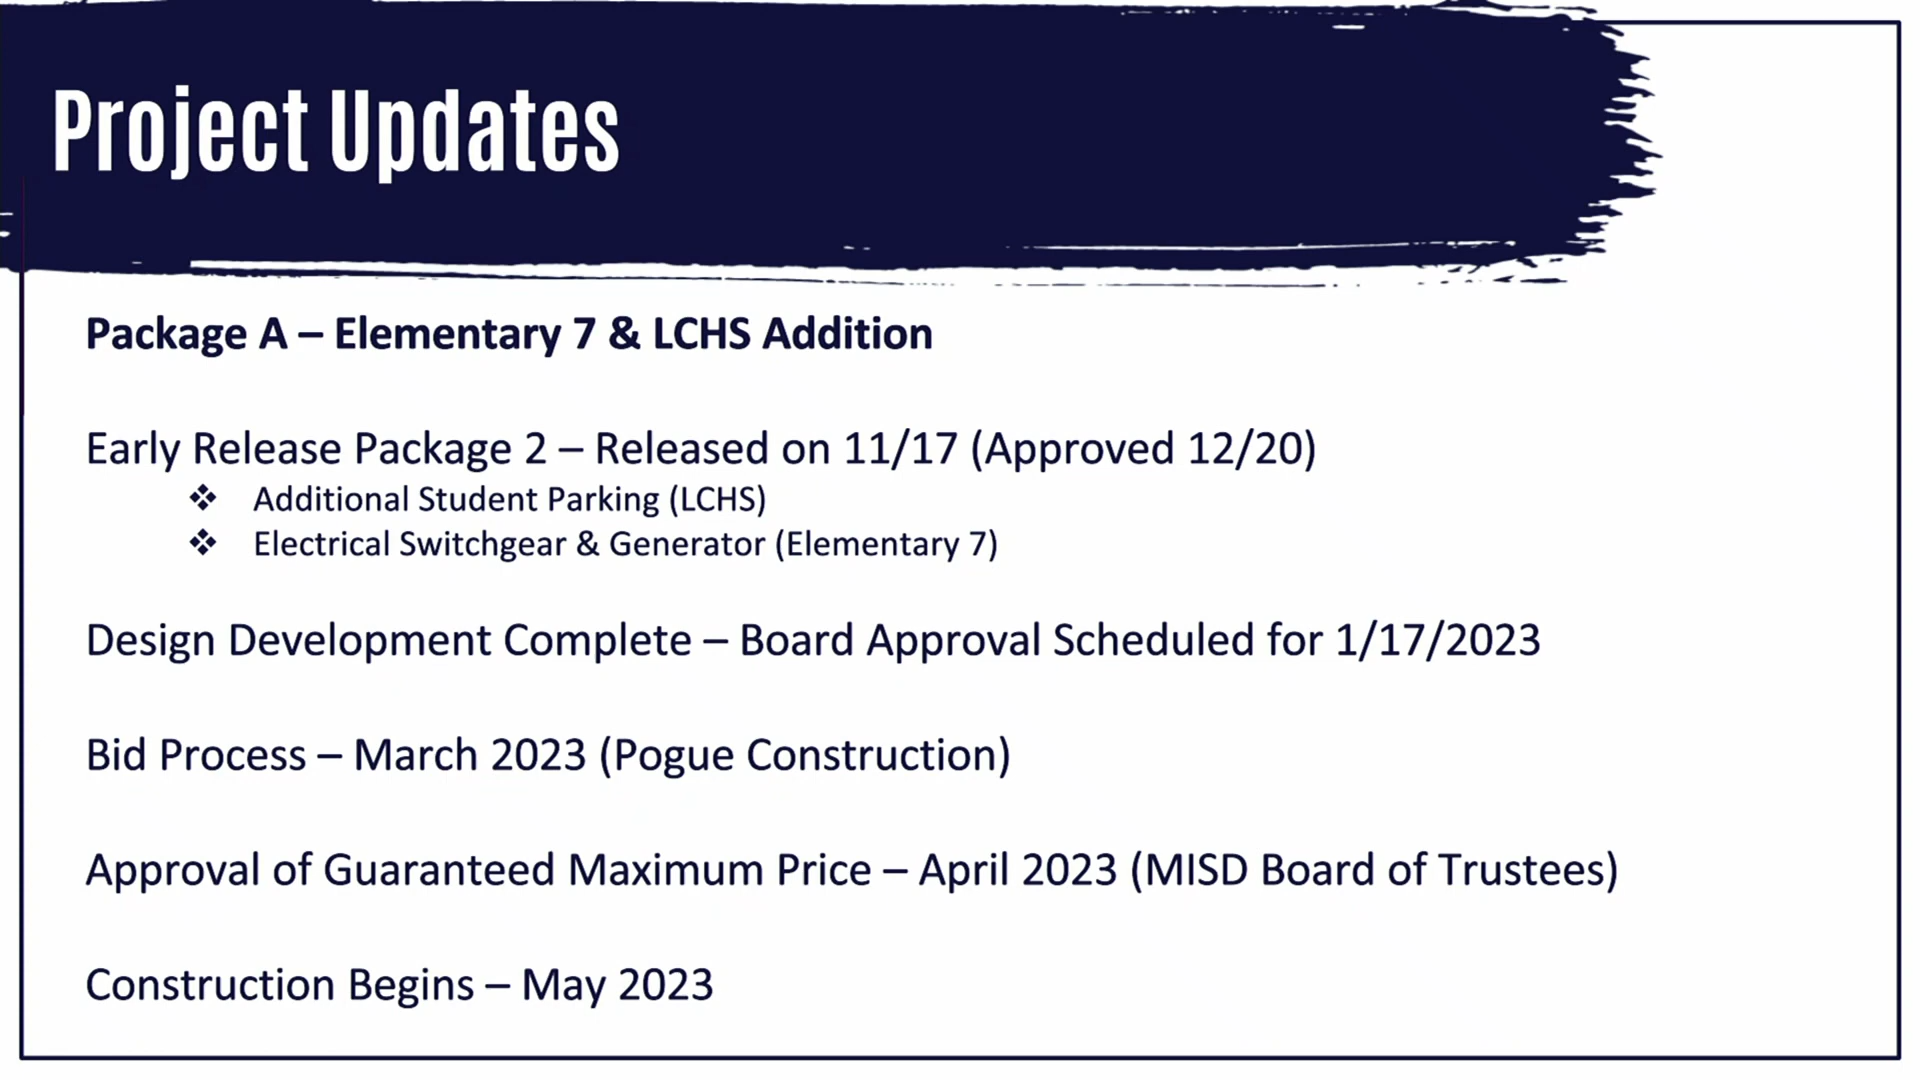 Project Updates
Package A – Elementary 7 & LCHS Addition
Early Release Package 2 – Released on 11/17 (Approved 12/20)
❖ Additional Student Parking (LCHS)
❖ Electrical Switchgear & Generator (Elementary 7)
Design Development Complete – Board Approval Scheduled for 1/17/2023
Bid Process – March 2023 (Pogue Construction)
Approval of Guaranteed Maximum Price – April 2023 (MISD Board of Trustees)
Construction Begins – May 2023